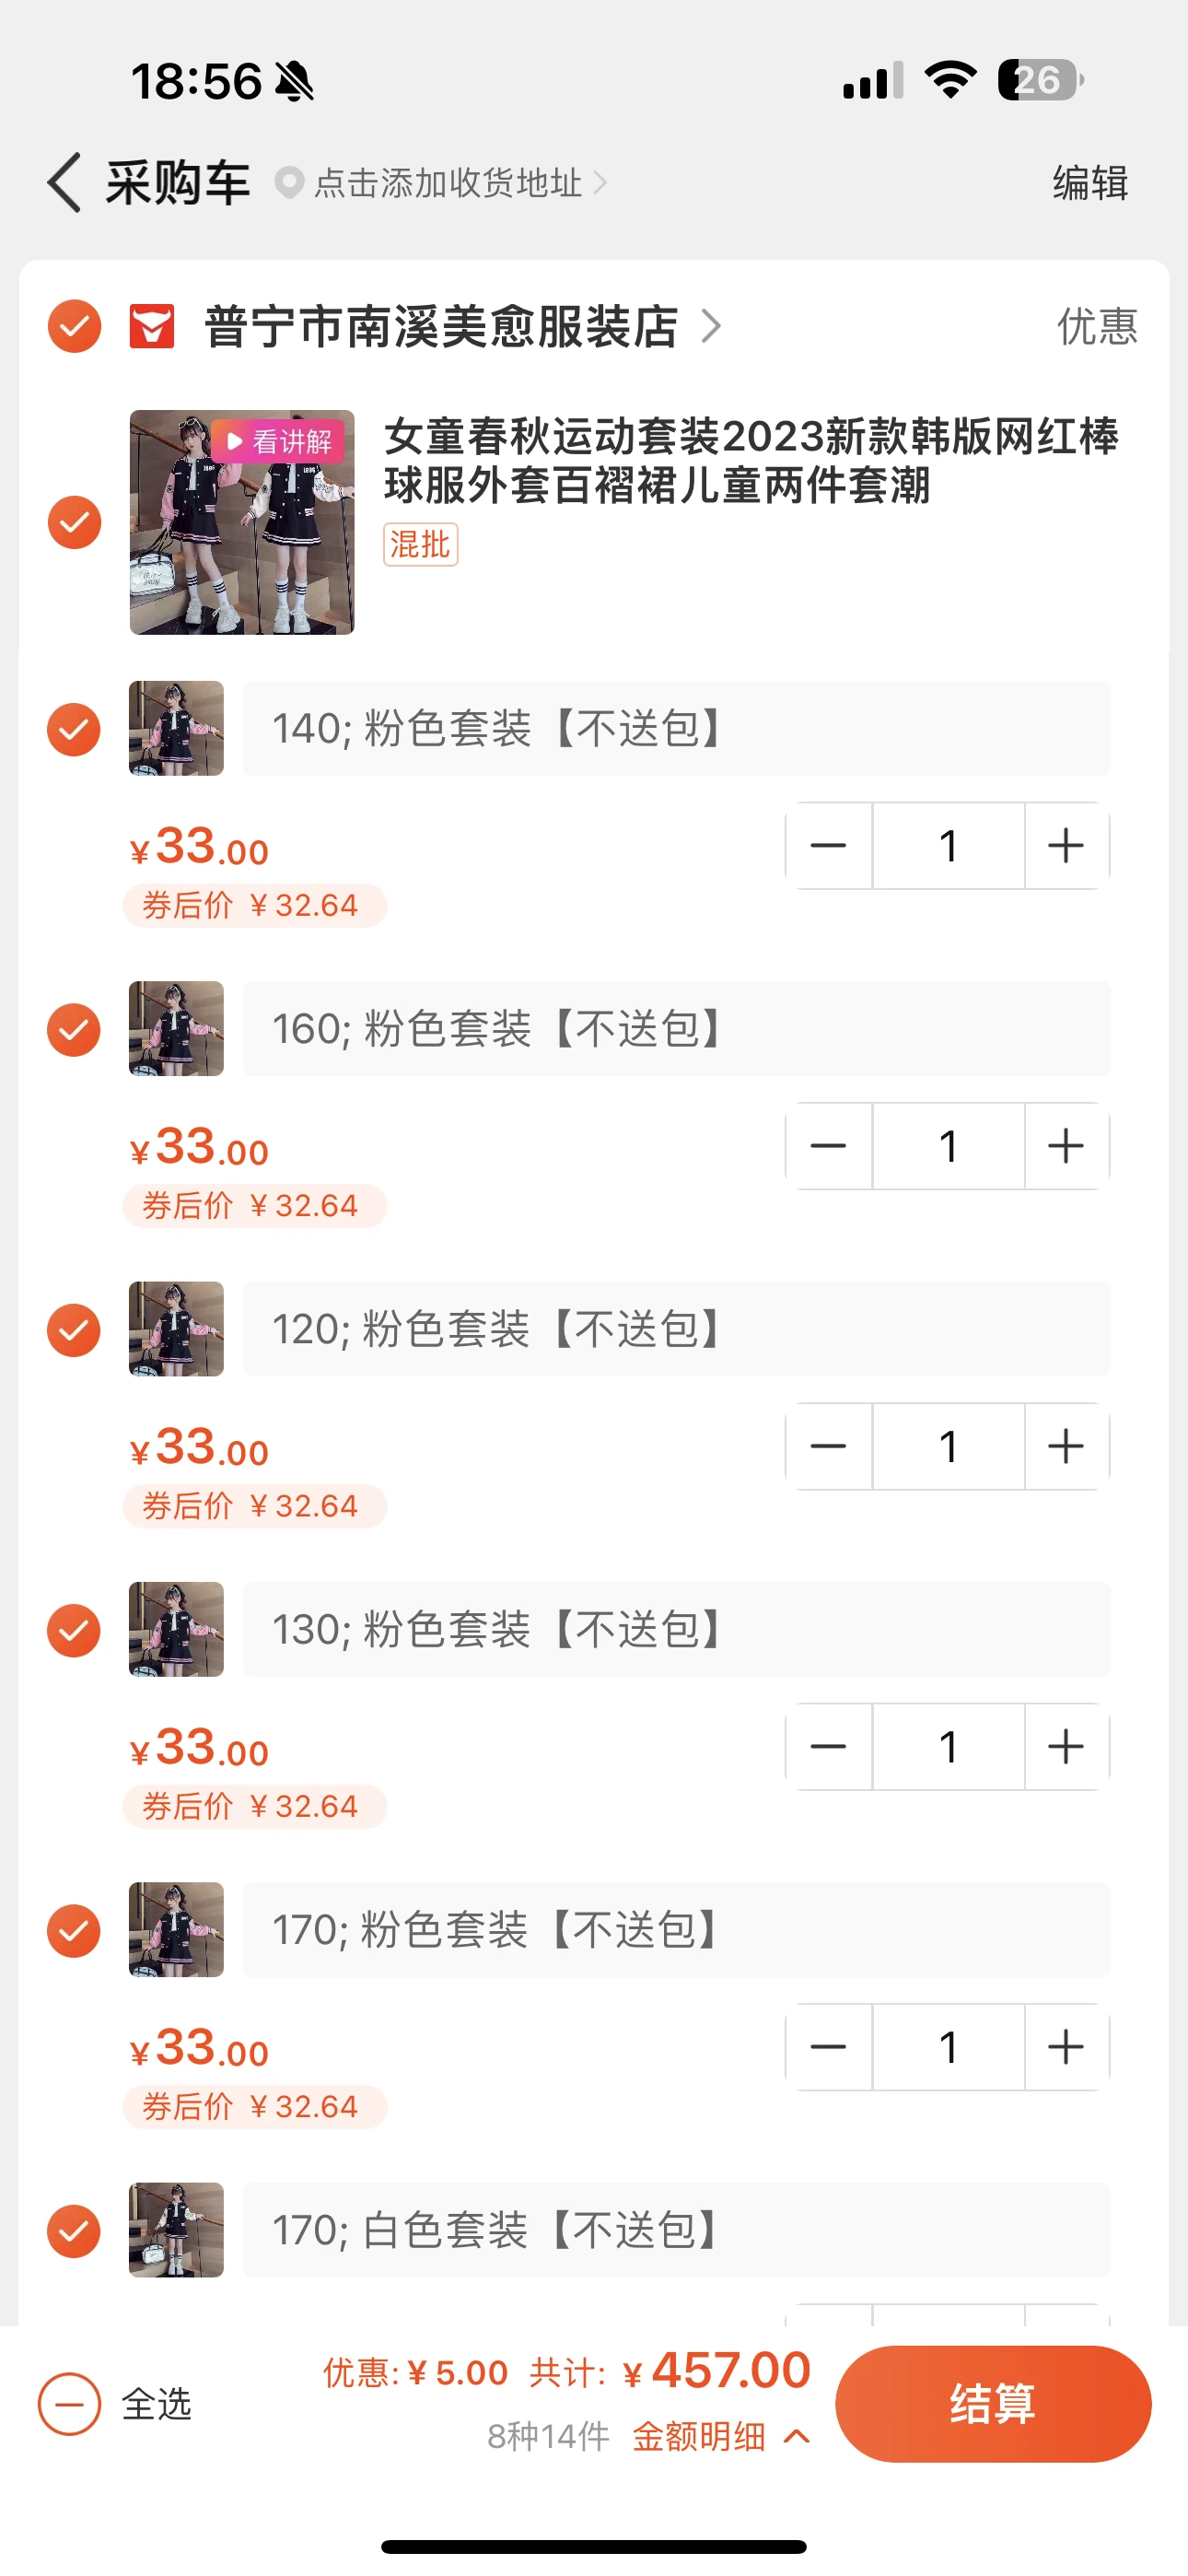 18:56
26
采购车 点击添加收货地址
编辑
普宁市南溪美愈服装店
优惠
看讲解
女童春秋运动套装2023新款韩版网红棒
球服外套百褶裙儿童两件套潮
混批
140; 粉色套装【不送包】
¥33.00
1
券后价 ¥32.64
160; 粉色套装【不送包】
¥33.00
1
券后价 ¥32.64
120; 粉色套装【不送包】
¥33.00
1
券后价 ¥32.64
130; 粉色套装【不送包】
¥33.00
1
券后价 ¥32.64
170; 粉色套装【不送包】
¥33.00
1
券后价 ¥32.64
170; 白色套装【不送包】
优惠:¥5.00 共计: ¥457.00
全选
8种14件 金额明细
结算